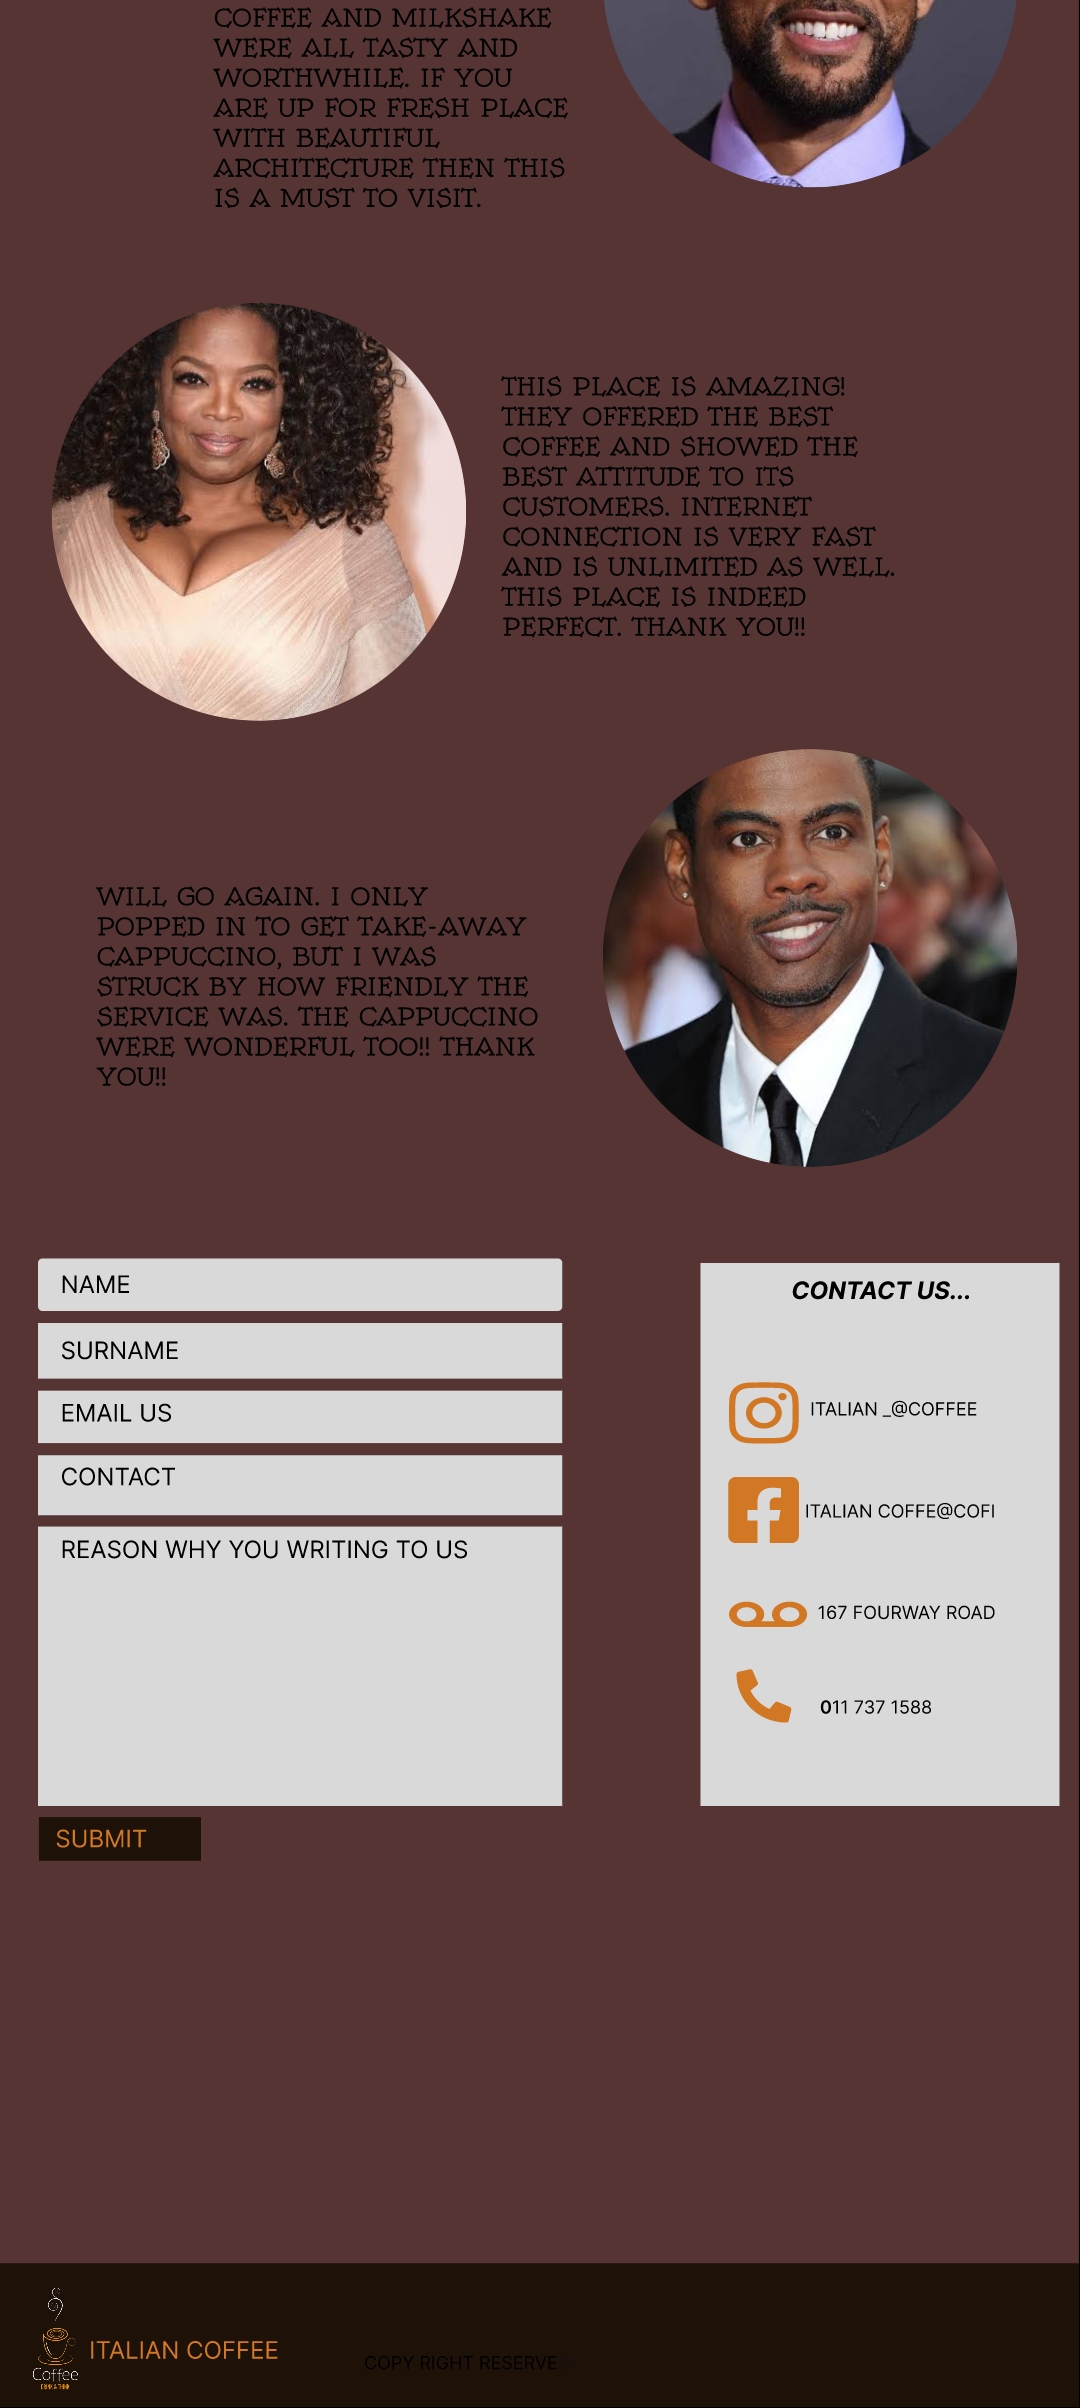 COFFEE AND MILKSHAKE
WERE ALL TASTY AND
WORTHWHILE. IF YOU
ARE UP FOR FRESH PLACE
WITH BEAUTIFUL
ARCHITECTURE THEN THIS
IS A MUST TO VISIT.
THIS PLACE IS AMAZING!
THEY OFFERED THE BEST
COFFEE AND SHOWED THE
BEST ATTITUDE TO ITS
CUSTOMERS. INTERNET
CONNECTION IS VERY FAST
AND IS UNLIMITED AS WELL.
THIS PLACE IS INDEED
PERFECT. THANK YOU!!
WILL GO AGAIN. I ONLY
POPPED IN TO GET TAKE-AWAY
CAPPUCCINO, BUT I WAS
STRUCK BY HOW FRIENDLY THE
SERVICE WAS. THE CAPPUCCINO
WERE WONDERFUL TOO!! THANK
YOU!!
NAME
SURNAME
EMAIL US
CONTACT
REASON WHY YOU WRITING TO US
SUBMIT
CONTACT US...
ITALIAN _@COFFEE
ITALIAN COFFE@COFI
167 FOURWAY ROAD
011 737 1588
Coffee
ITALIAN COFFEE
COPY RIGHT RESERVE